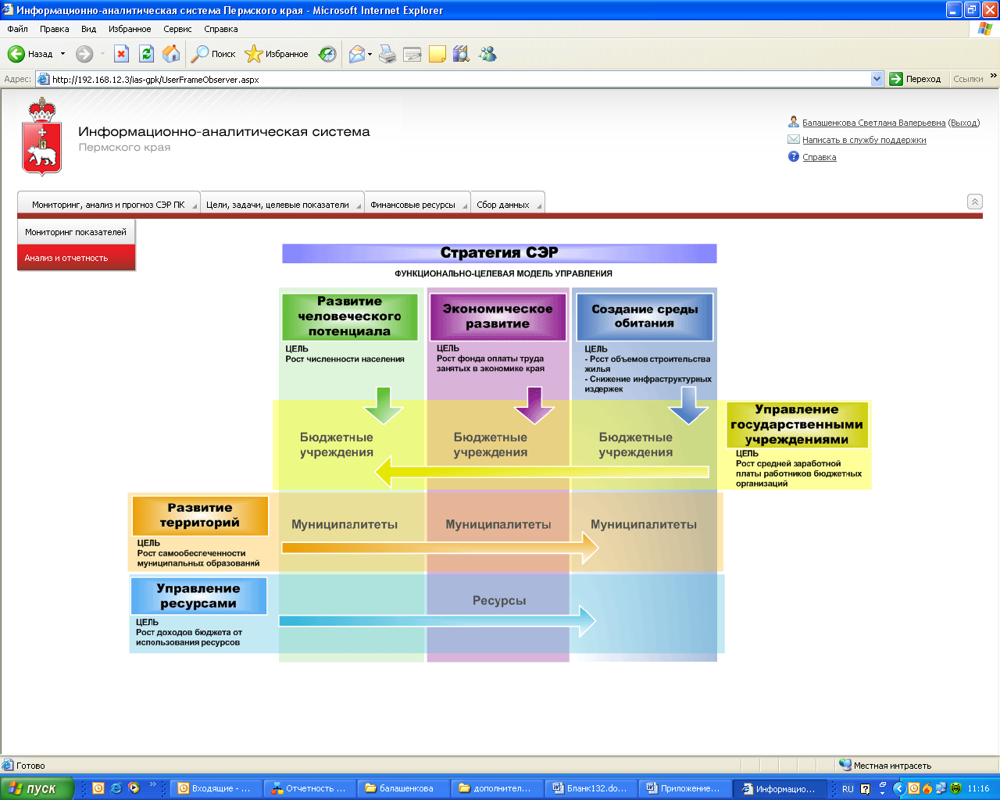 Информационно-аналитическая система Пермского края - Microsoft Internet Explorer
Файл Правка Вид Избранное Сервис Справка
Назад Поиск Избранное
Адрес: http://192.168.12.3/ias-gpk/UserFrameObserver.aspx Переход Ссылки »
Информационно-аналитическая система
Пермского края
Балашенкова Светлана Валерьевна (Выход)
Написать в службу поддержки
Справка
Мониторинг, анализ и прогноз СЭР ПК Цели, задачи, целевые показатели Финансовые ресурсы Сбор данных
Мониторинг показателей
Анализ и отчетность
Стратегия СЭР
ФУНКЦИОНАЛЬНО-ЦЕЛЕВАЯ МОДЕЛЬ УПРАВЛЕНИЯ
Развитие
человеческого
потенциала
ЦЕЛЬ
Рост численности населения
Экономическое
развитие
ЦЕЛЬ
Рост фонда оплаты труда
занятых в экономике края
Создание среды
обитания
ЦЕЛЬ
- Рост объемов строительства
жилья
- Снижение инфраструктурных
издержек
Бюджетные
учреждения
Бюджетные
учреждения
Бюджетные
учреждения
Управление
государственными
учреждениями
ЦЕЛЬ
Рост средней заработной
платы работников бюджетных
организаций
Развитие
территорий
ЦЕЛЬ
Рост самообеспеченности
муниципальных образований
Муниципалитеты Муниципалитеты Муниципалитеты
Управление
ресурсами
ЦЕЛЬ
Рост доходов бюджета от
использования ресурсов
Ресурсы
Готово Местная интрасеть
пуск » Входящие - ... Отчетность ... балашенкова дополнител... Бланк132.do... Приложение... Информацио... RU 11:16